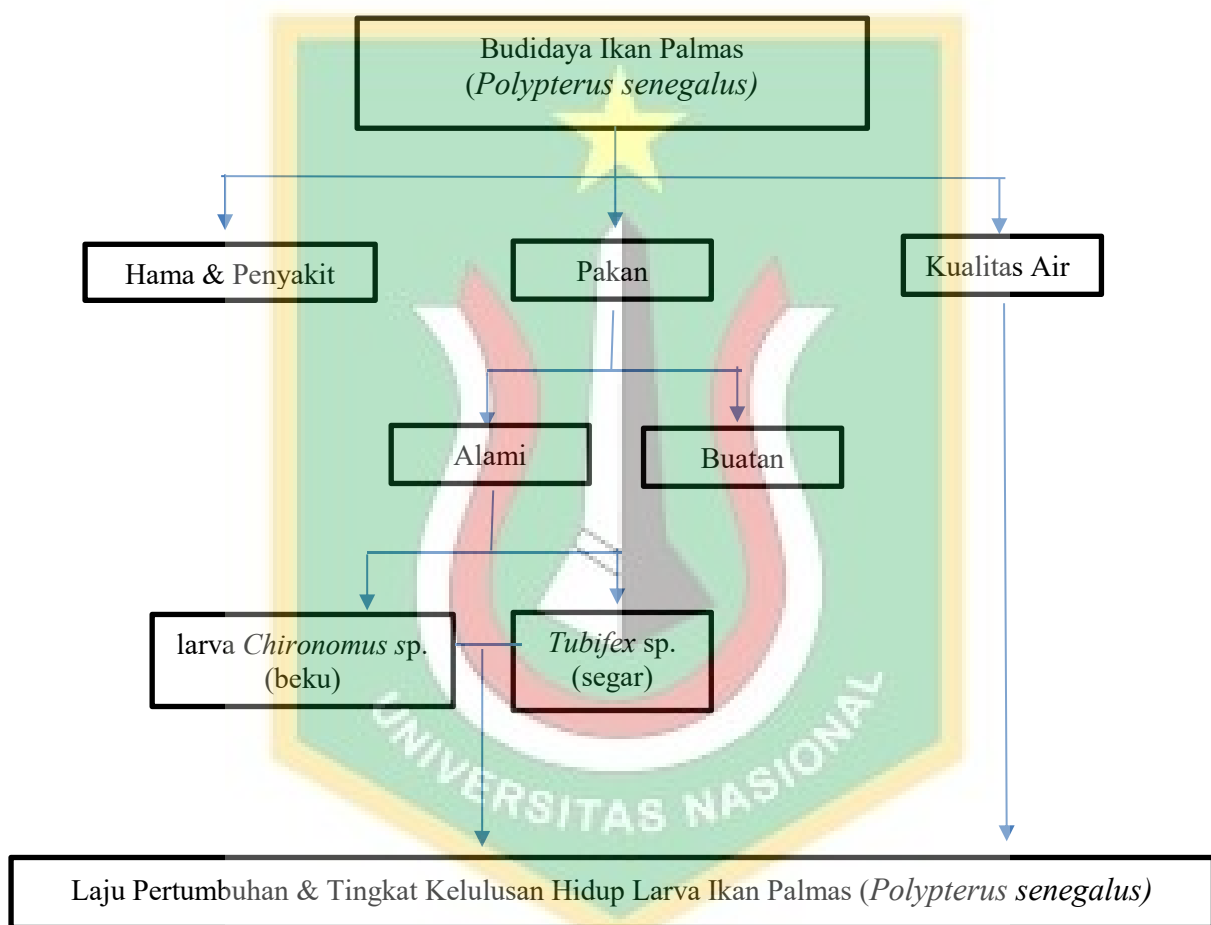 Budidaya Ikan Palmas
(Polypterus senegalus)
Hama & Penyakit
Pakan
Kualitas Air
Alami
Buatan
larva Chironomus sp.
(beku)
Tubifex sp.
(segar)
UNIVERSITAS NASIONAL
Laju Pertumbuhan & Tingkat Kelulusan Hidup Larva Ikan Palmas (Polypterus senegalus)